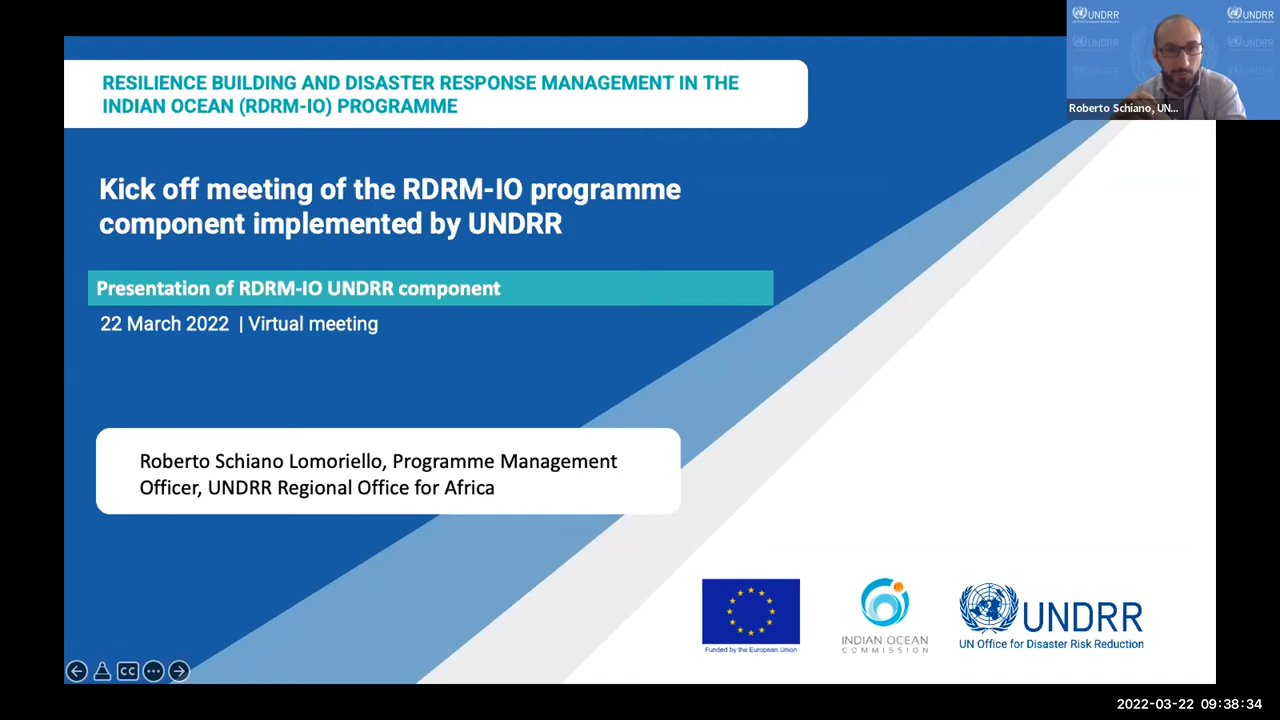 RESILIENCE BUILDING AND DISASTER RESPONSE MANAGEMENT IN THE
INDIAN OCEAN (RDRM-IO) PROGRAMME
Kick off meeting of the RDRM-IO programme
component implemented by UNDRR
Presentation of RDRM-IO UNDRR component
22 March 2022 | Virtual meeting
Roberto Schiano Lomoriello, Programme Management
Officer, UNDRR Regional Office for Africa
Funded by the European Union
INDIAN OCEAN
COMMISSION
UNDRR
UN Office for Disaster Risk Reduction
CC
UNDRR
UNDRR
UNDRR
UNDRR
Roberto Schiano, UN...
2022-03-22 09:38:34